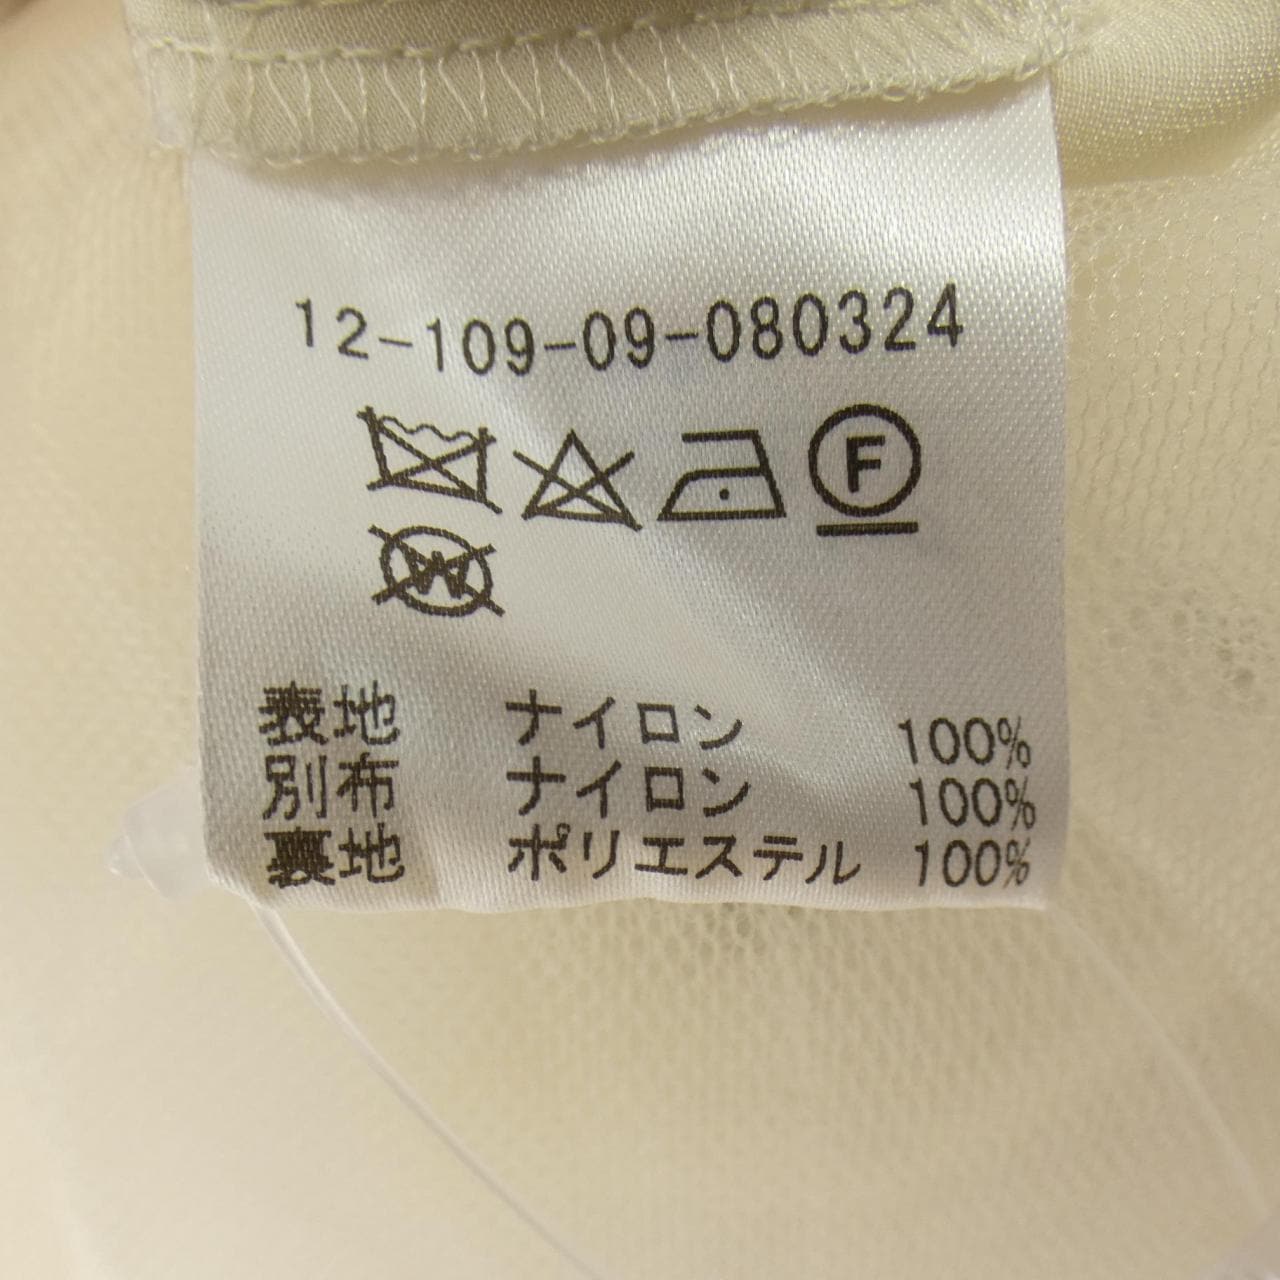 12-109-09-080324
F
W
表地 ナイロン 100%
別布 ナイロン 100%
裏地 ポリエステル 100%